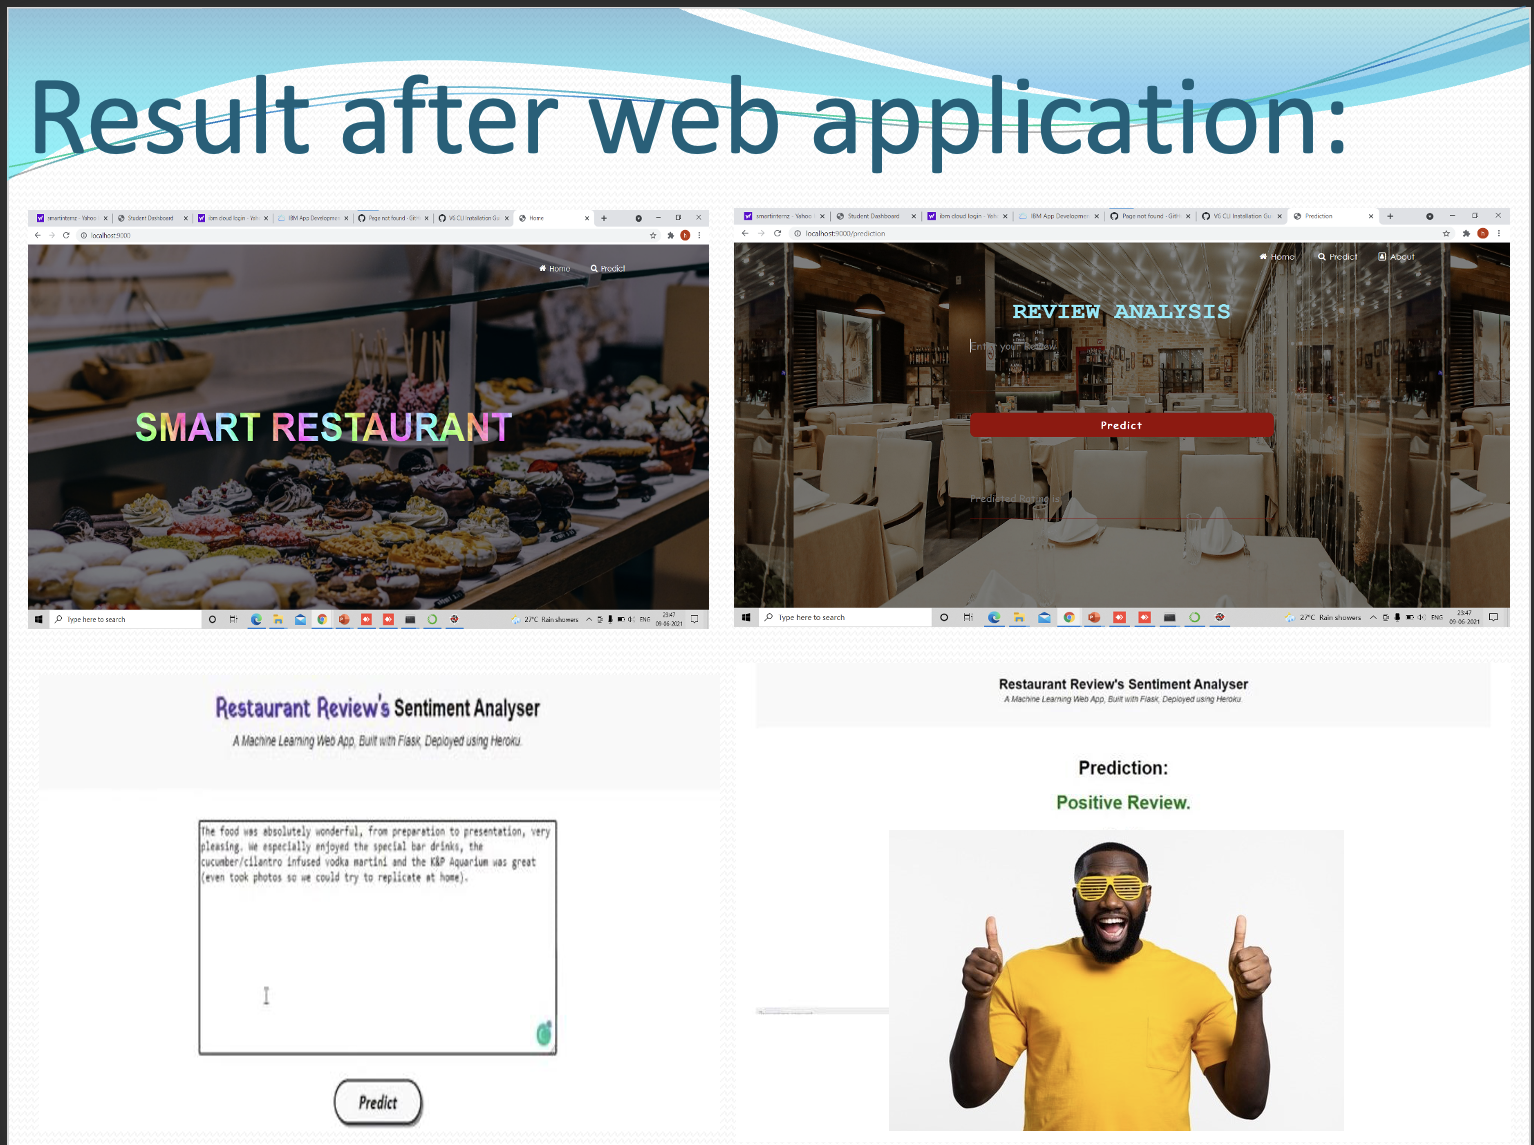 Result after web application:
smartinternz - Yahoo
Student Dashboard
ibm cloud login - Yah
IBM App Developmen
Page not found - GitH
V6 CLI Installation Gu
Home
localhost:9000
Home
Predict
SMART RESTAURANT
Type here to search
27°C Rain showers
ENG
23:47
09-06-2021
smartinternz - Yahoo
Student Dashboard
ibm cloud login - Yah
IBM App Developmen
Page not found - GitH
V6 CLI Installation Gu
Prediction
localhost:9000/prediction
Home
Predict
About
REVIEW ANALYSIS
Enter your Review
Predict
Predicted Rating is
Type here to search
27°C Rain showers
ENG
23:47
09-06-2021
Restaurant Review's Sentiment Analyser
A Machine Learning Web App, Built with Flask, Deployed using Heroku.
The food was absolutely wonderful, from preparation to presentation, very
pleasing. We especially enjoyed the special bar drinks, the
cucumber/cilantro infused vodka martini and the K&P Aquarium was great
(even took photos so we could try to replicate at home).
Predict
Restaurant Review's Sentiment Analyser
A Machine Learning Web App, Built with Flask, Deployed using Heroku.
Prediction:
Positive Review.